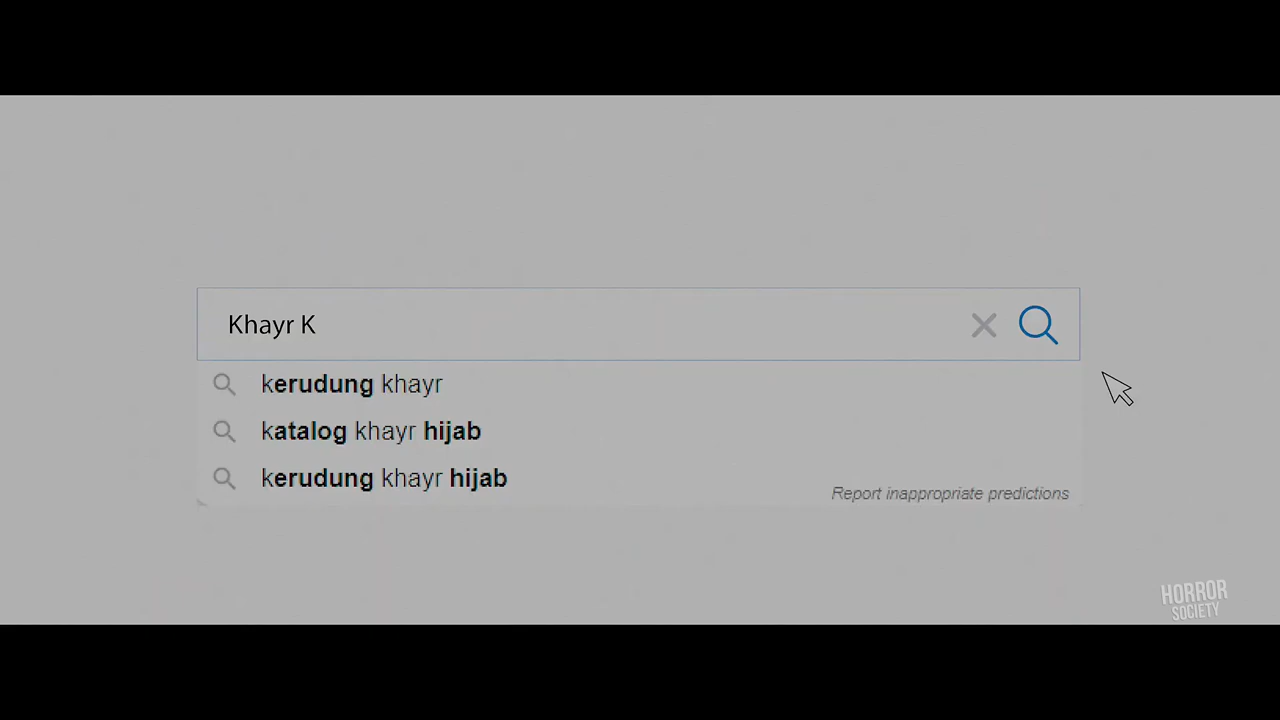 Khayr K
kerudung khayr
katalog khayr hijab
kerudung khayr hijab
Report inappropriate predictions
HORROR
SOCIETY